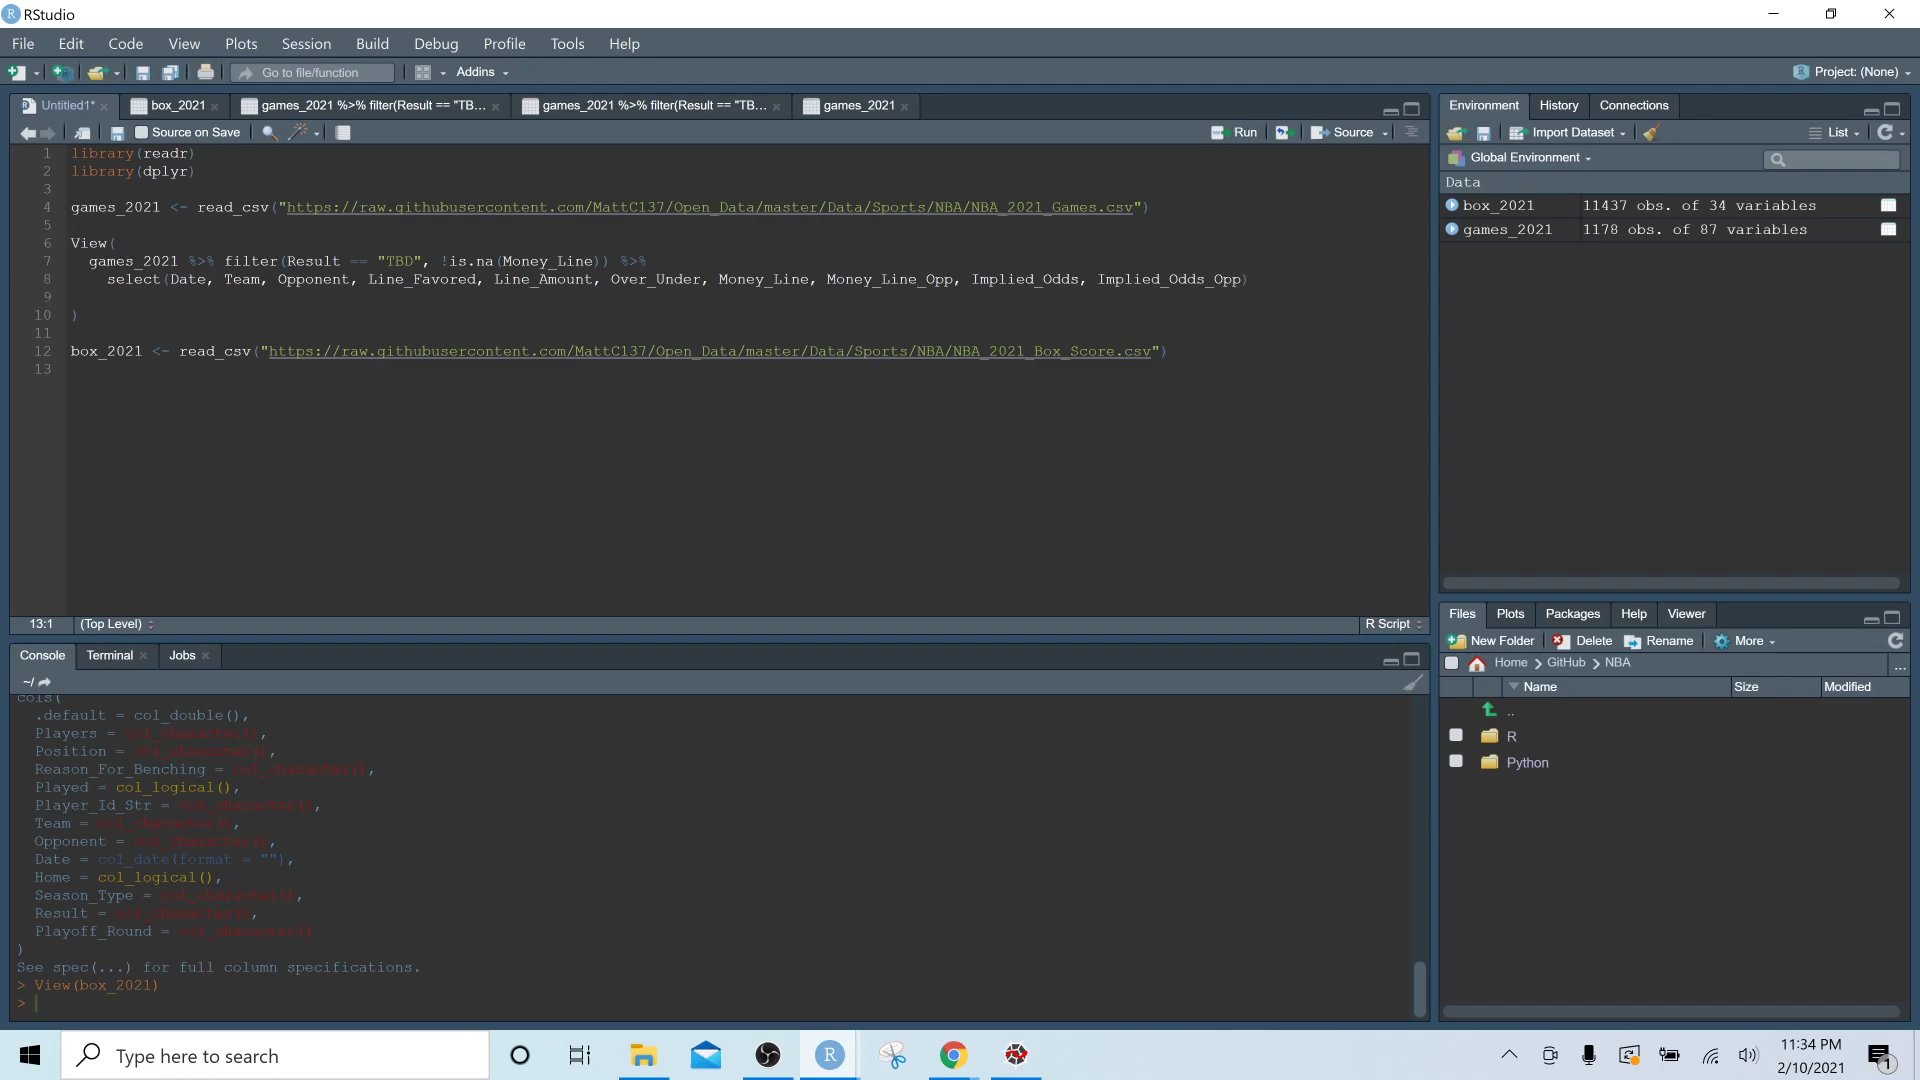 RStudio
File Edit Code View Plots Session Build Debug Profile Tools Help
Go to file/function Addins Project: (None)
Untitled1* box_2021 games_2021 %>% filter(Result == "TB... games_2021 %>% filter(Result == "TB... games_2021
Source on Save Run Source
1 library(readr)
2 library(dplyr)
3
4 games_2021 <- read_csv("https://raw.githubusercontent.com/MattC137/Open_Data/master/Data/Sports/NBA/NBA_2021_Games.csv")
5
6 View(
7 games_2021 %>% filter(Result == "TBD", !is.na(Money_Line)) %>%
8 select(Date, Team, Opponent, Line_Favored, Line_Amount, Over_Under, Money_Line, Money_Line_Opp, Implied_Odds, Implied_Odds_Opp)
9
10 )
11
12 box_2021 <- read_csv("https://raw.githubusercontent.com/MattC137/Open_Data/master/Data/Sports/NBA/NBA_2021_Box_Score.csv")
13
13:1 (Top Level) R Script
Console Terminal Jobs
~/
cols(
.default = col_double(),
Players = col_character(),
Position = col_character(),
Reason_For_Benching = col_character(),
Played = col_logical(),
Player_Id_Str = col_character(),
Team = col_character(),
Opponent = col_character(),
Date = col_date(format = ""),
Home = col_logical(),
Season_Type = col_character(),
Result = col_character(),
Playoff_Round = col_character()
)
See spec(...) for full column specifications.
> View(box_2021)
>
Environment History Connections
Import Dataset List
Global Environment
Data
box_2021 11437 obs. of 34 variables
games_2021 1178 obs. of 87 variables
Files Plots Packages Help Viewer
New Folder Delete Rename More
Home GitHub NBA ...
Name Size Modified
..
R
Python
Type here to search
11:34 PM
2/10/2021
1